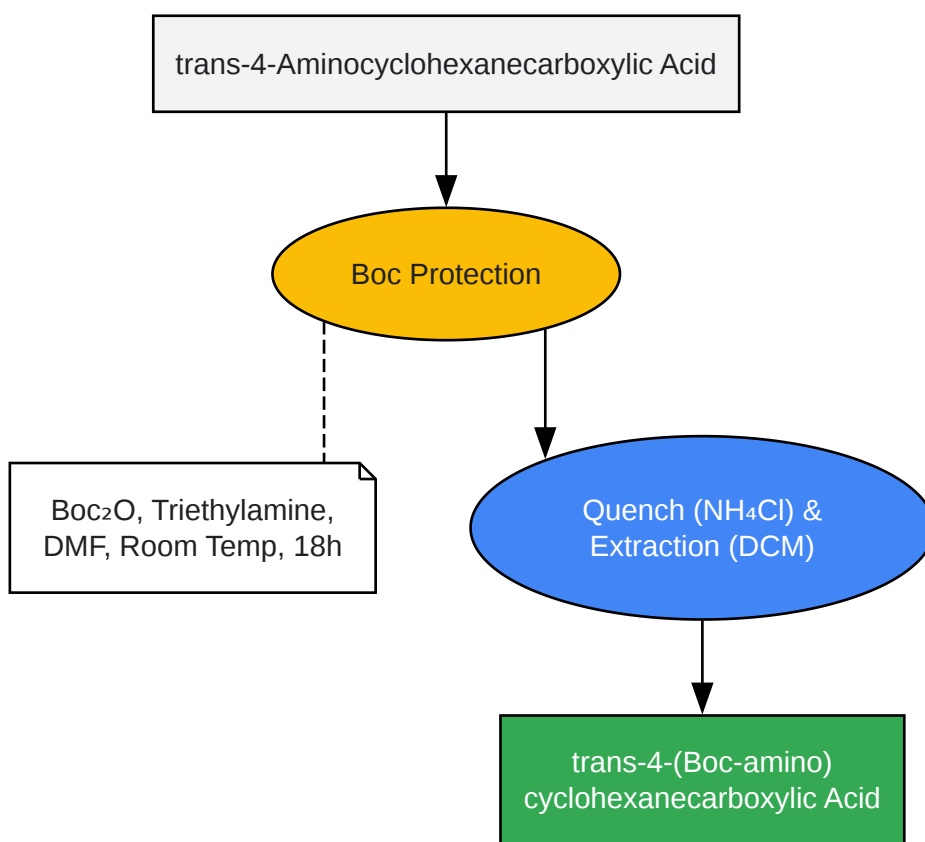 trans-4-Aminocyclohexanecarboxylic Acid
Boc Protection
Boc₂O, Triethylamine,
DMF, Room Temp, 18h
Quench (NH₄Cl) &
Extraction (DCM)
trans-4-(Boc-amino)
cyclohexanecarboxylic Acid